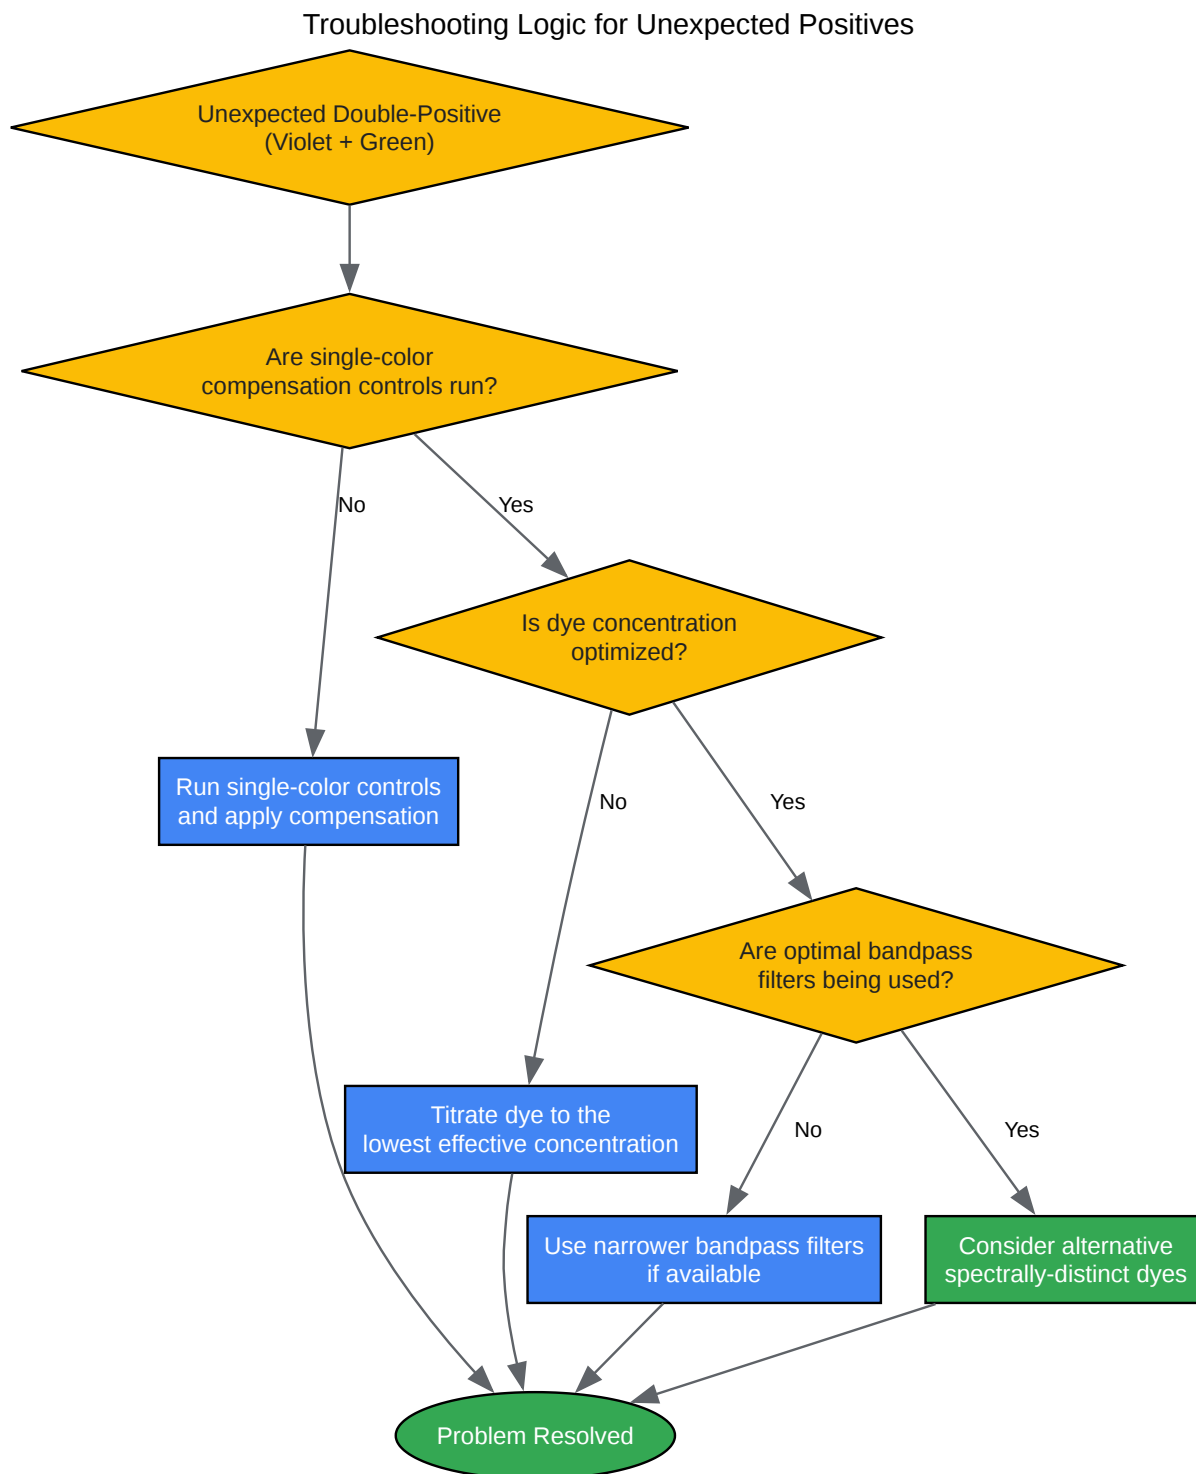 Troubleshooting Logic for Unexpected Positives
Unexpected Double-Positive
(Violet + Green)
Are single-color
compensation controls run?
No
Yes
Is dye concentration
optimized?
Run single-color controls
and apply compensation
No
Yes
Are optimal bandpass
filters being used?
Titrate dye to the
lowest effective concentration
No
Yes
Use narrower bandpass filters
if available
Consider alternative
spectrally-distinct dyes
Problem Resolved